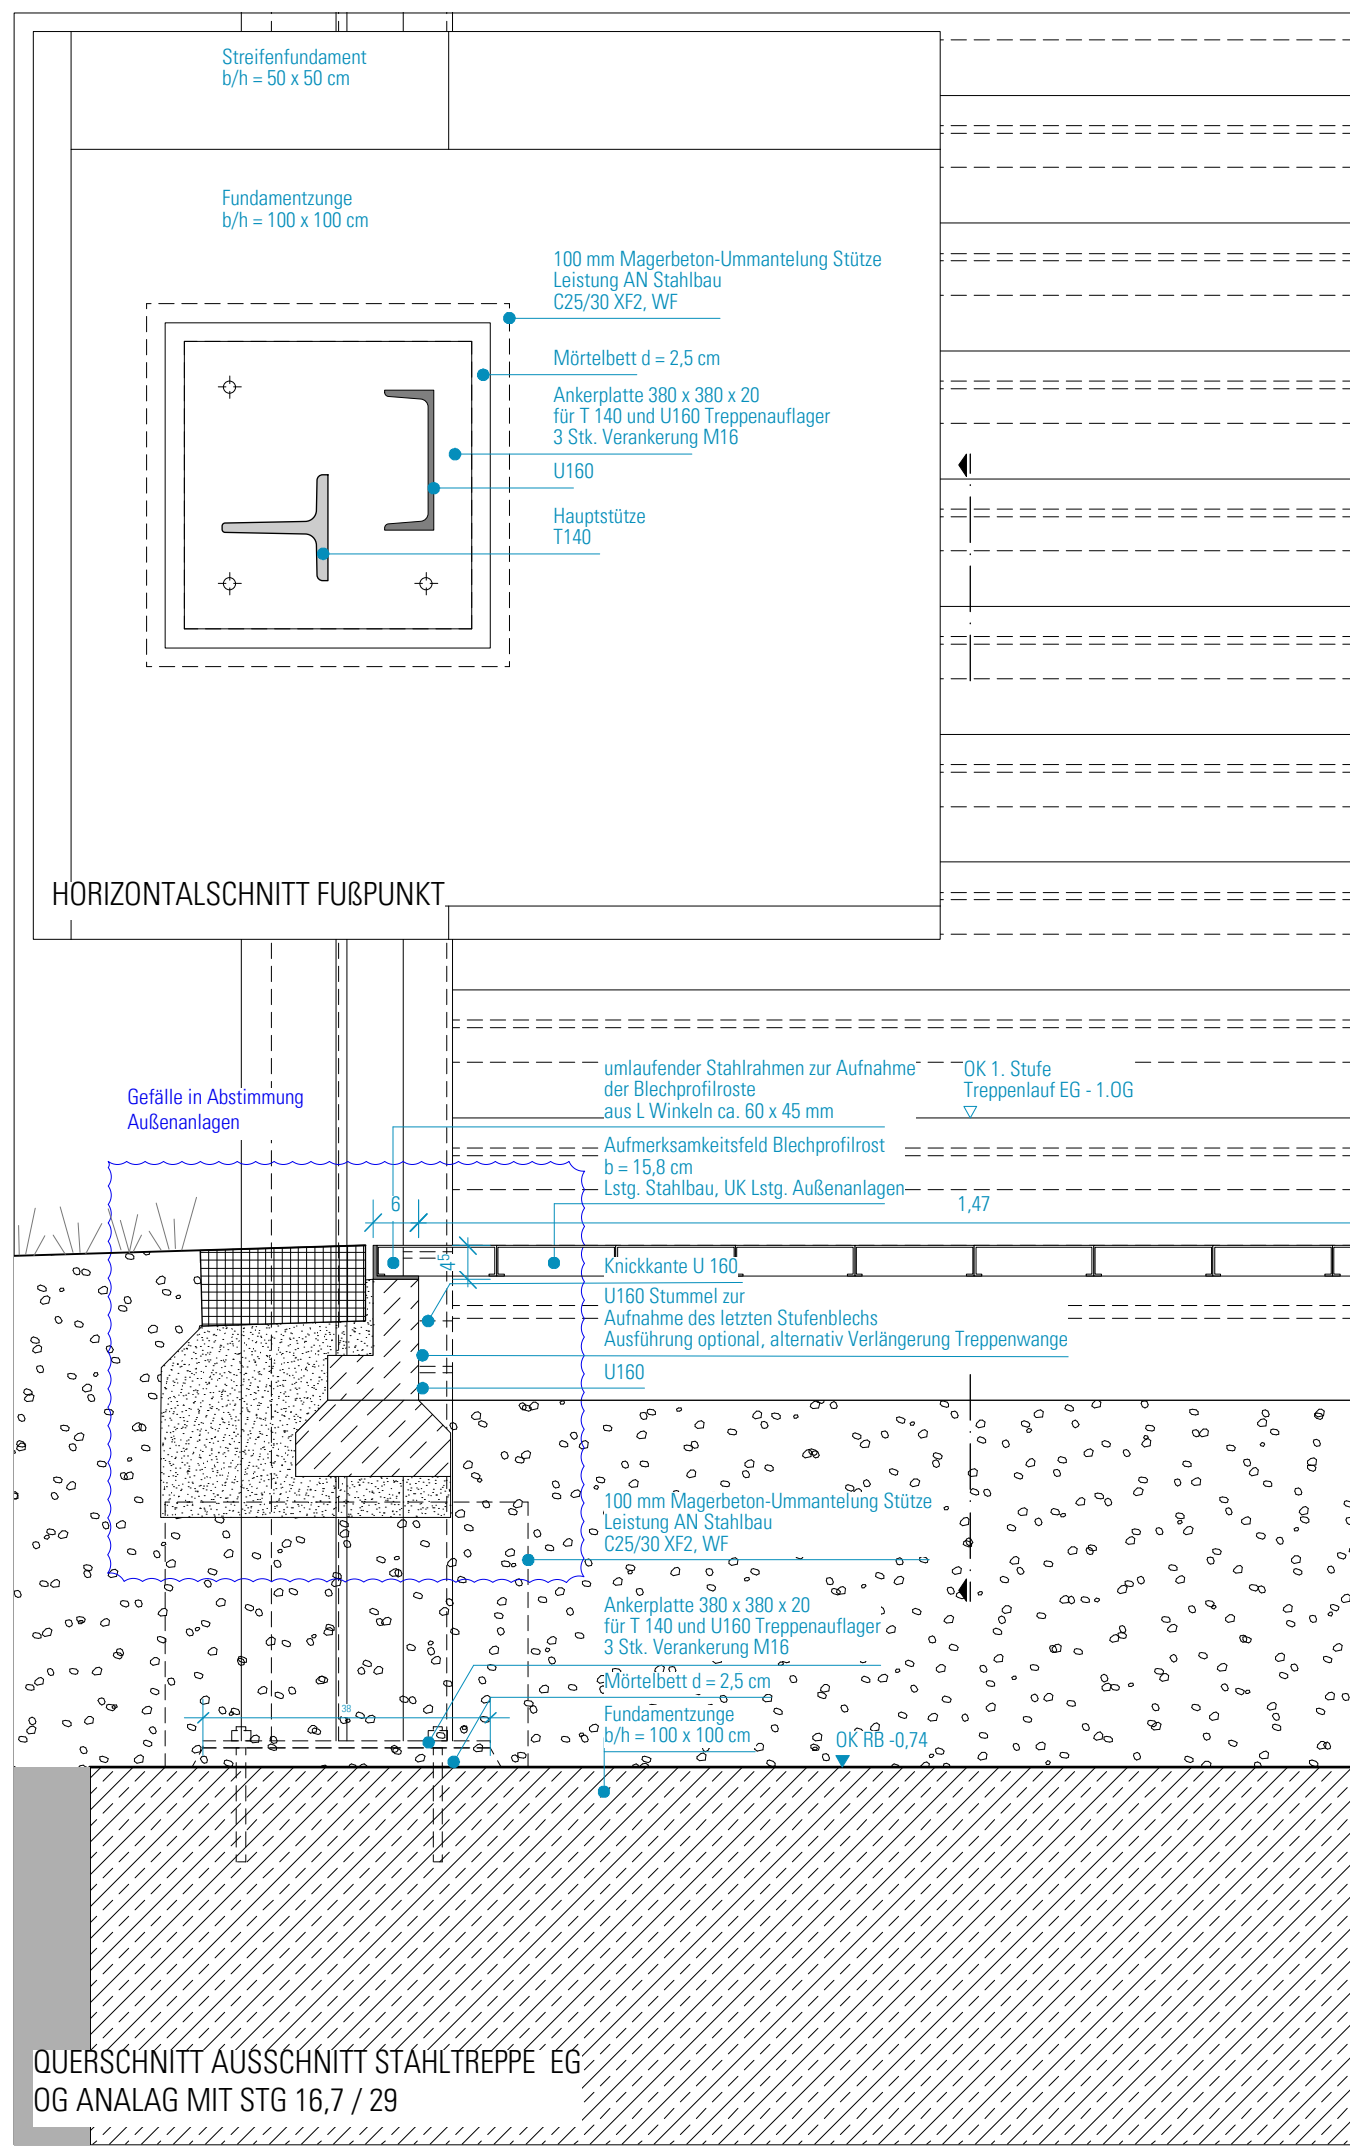 Streifenfundament
b/h = 50 x 50 cm
Fundamentzunge
b/h = 100 x 100 cm
100 mm Magerbeton-Ummantelung Stütze
Leistung AN Stahlbau
C25/30 XF2, WF
Mörtelbett d = 2,5 cm
Ankerplatte 380 x 380 x 20
für T 140 und U160 Treppenauflager
3 Stk. Verankerung M16
U160
Hauptstütze
T140
HORIZONTALSCHNITT FUßPUNKT
umlaufender Stahlrahmen zur Aufnahme
der Blechprofilroste
aus L Winkeln ca. 60 x 45 mm
OK 1. Stufe
Treppenlauf EG - 1.OG
Gefälle in Abstimmung
Außenanlagen
Aufmerksamkeitsfeld Blechprofilrost
b = 15,8 cm
Lstg. Stahlbau, UK Lstg. Außenanlagen
6
1,47
4⁵
Knickkante U 160
U160 Stummel zur
Aufnahme des letzten Stufenblechs
Ausführung optional, alternativ Verlängerung Treppenwange
U160
100 mm Magerbeton-Ummantelung Stütze
Leistung AN Stahlbau
C25/30 XF2, WF
Ankerplatte 380 x 380 x 20
für T 140 und U160 Treppenauflager
3 Stk. Verankerung M16
Mörtelbett d = 2,5 cm
38
Fundamentzunge
b/h = 100 x 100 cm
OK RB -0,74
QUERSCHNITT AUSSCHNITT STAHLTREPPE EG
OG ANALAG MIT STG 16,7 / 29